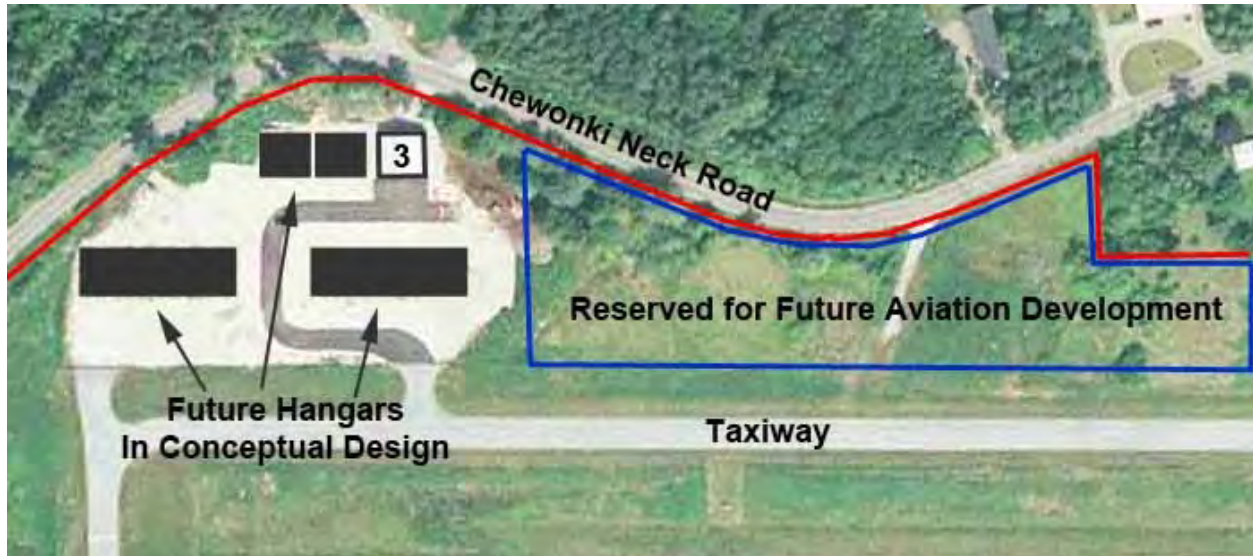 Chewonki Neck Road
3
Reserved for Future Aviation Development
Future Hangars
In Conceptual Design
Taxiway